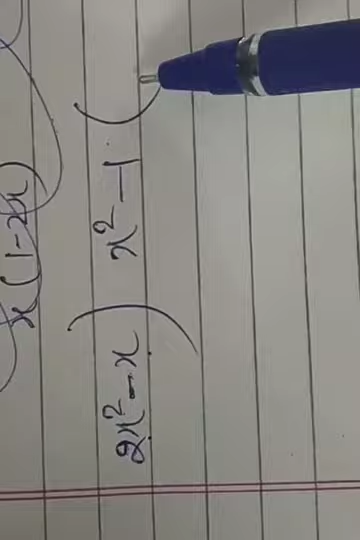 x(1-2x)
2x²-x) x²-1 (